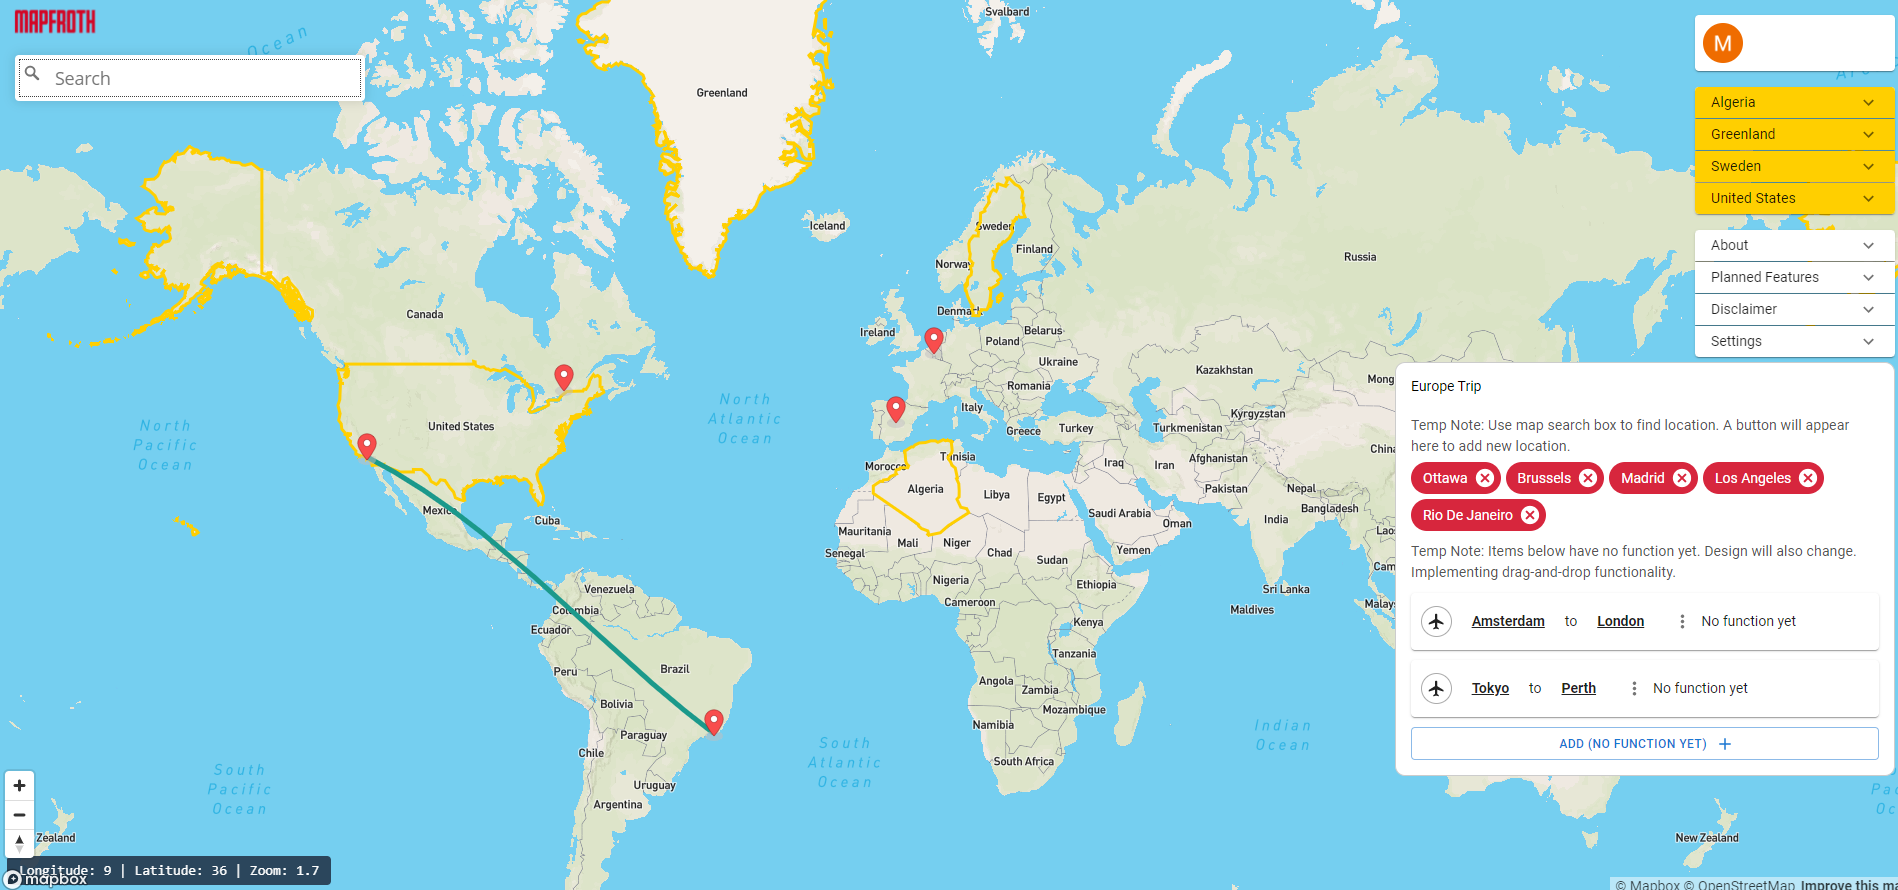 MAPFROTH
Search
M
Algeria
Greenland
Sweden
United States
About
Planned Features
Disclaimer
Settings
Europe Trip
Temp Note: Use map search box to find location. A button will appear
here to add new location.
Ottawa
Brussels
Madrid
Los Angeles
Rio De Janeiro
Temp Note: Items below have no function yet. Design will also change.
Implementing drag-and-drop functionality.
Amsterdam to London No function yet
Tokyo to Perth No function yet
ADD (NO FUNCTION YET) +
Ocean
Svalbard
Greenland
Iceland
Sweden
Finland
Norway
Russia
Canada
Denmark
Ireland
Belarus
Poland
Ukraine
Kazakhstan
Mong
Romania
North
Atlantic
Ocean
Italy
Kyrgyzstan
North
Pacific
Ocean
United States
Greece
Turkey
Turkmenistan
China
Tunisia
Morocco
Iraq
Iran
Afghanistan
Algeria
Libya
Egypt
Pakistan
Nepal
Bangladesh
Mexico
Cuba
Saudi Arabia
Oman
India
Mauritania
Mali
Niger
Lao
Senegal
Chad
Sudan
Yemen
Cam
Nigeria
Ethiopia
Sri Lanka
Venezuela
Cameroon
Maldives
Malay
Colombia
Ecuador
Kenya
Tanzania
Peru
Brazil
Angola
Zambia
Bolivia
Mozambique
Namibia
Paraguay
Indian
Ocean
Chile
South
Atlantic
Ocean
South Africa
South
Pacific
Ocean
Uruguay
Argentina
Pa
Oc
Zealand
New Zealand
+
−
Longitude: 9 | Latitude: 36 | Zoom: 1.7
mapbox
© Mapbox © OpenStreetMap Improve this ma